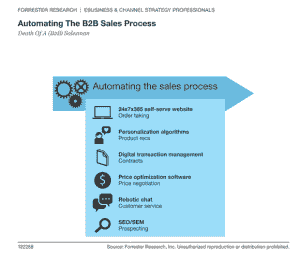 FORRESTER RESEARCH | EBUSINESS & CHANNEL STRATEGY PROFESSIONALS
Automating The B2B Sales Process
Death Of A (B2B) Salesman
Automating the sales process
24x7x365 self-serve website
Order taking
Personalization algorithms
Product recs
Digital transaction management
Contracts
Price optimization software
Price negotiation
Robotic chat
Customer service
SEO/SEM
Prospecting
122288 Source: Forrester Research, Inc. Unauthorized reproduction or distribution prohibited.